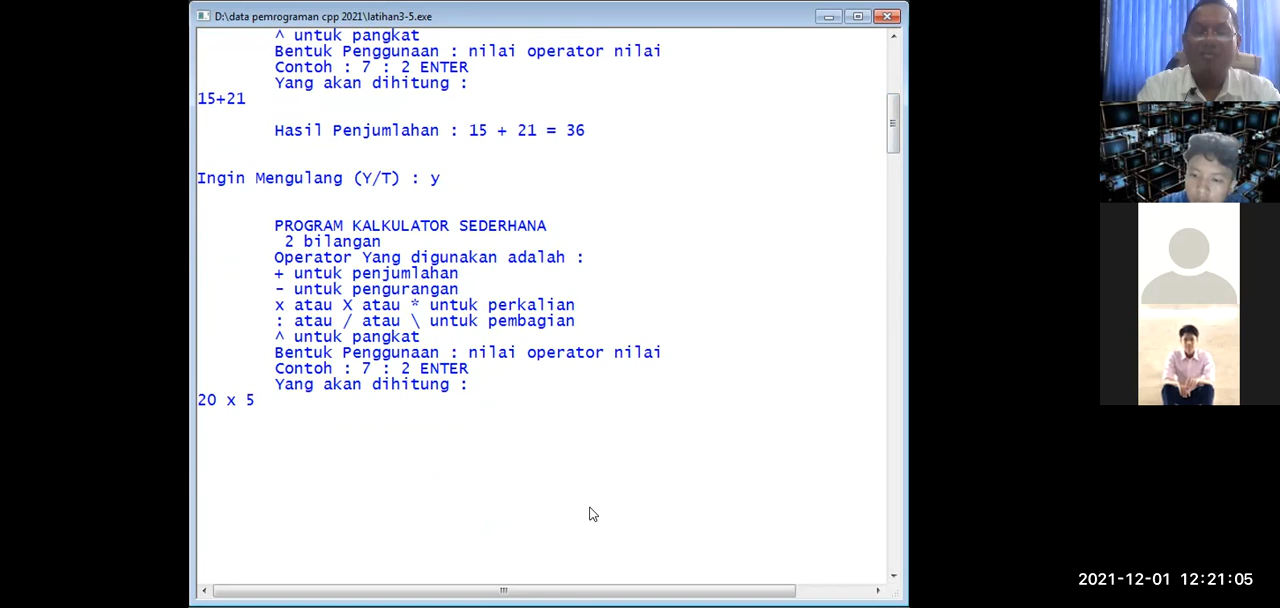 D:\data pemrograman cpp 2021\latihan3-5.exe
^ untuk pangkat
Bentuk Penggunaan : nilai operator nilai
Contoh : 7 : 2 ENTER
Yang akan dihitung :
15+21
Hasil Penjumlahan : 15 + 21 = 36
Ingin Mengulang (Y/T) : y
PROGRAM KALKULATOR SEDERHANA
2 bilangan
Operator Yang digunakan adalah :
+ untuk penjumlahan
- untuk pengurangan
x atau X atau * untuk perkalian
: atau / atau \ untuk pembagian
^ untuk pangkat
Bentuk Penggunaan : nilai operator nilai
Contoh : 7 : 2 ENTER
Yang akan dihitung :
20 x 5
2021-12-01 12:21:05